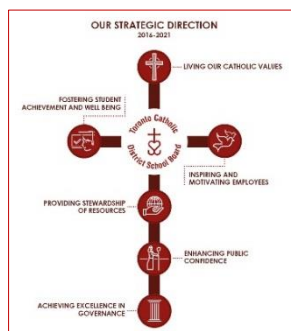 OUR STRATEGIC DIRECTION
2016-2021
LIVING OUR CATHOLIC VALUES
FOSTERING STUDENT
ACHIEVEMENT AND WELL BEING
Toronto Catholic
District School Board
INSPIRING AND
MOTIVATING EMPLOYEES
PROVIDING STEWARDSHIP
OF RESOURCES
ENHANCING PUBLIC
CONFIDENCE
ACHIEVING EXCELLENCE IN
GOVERNANCE